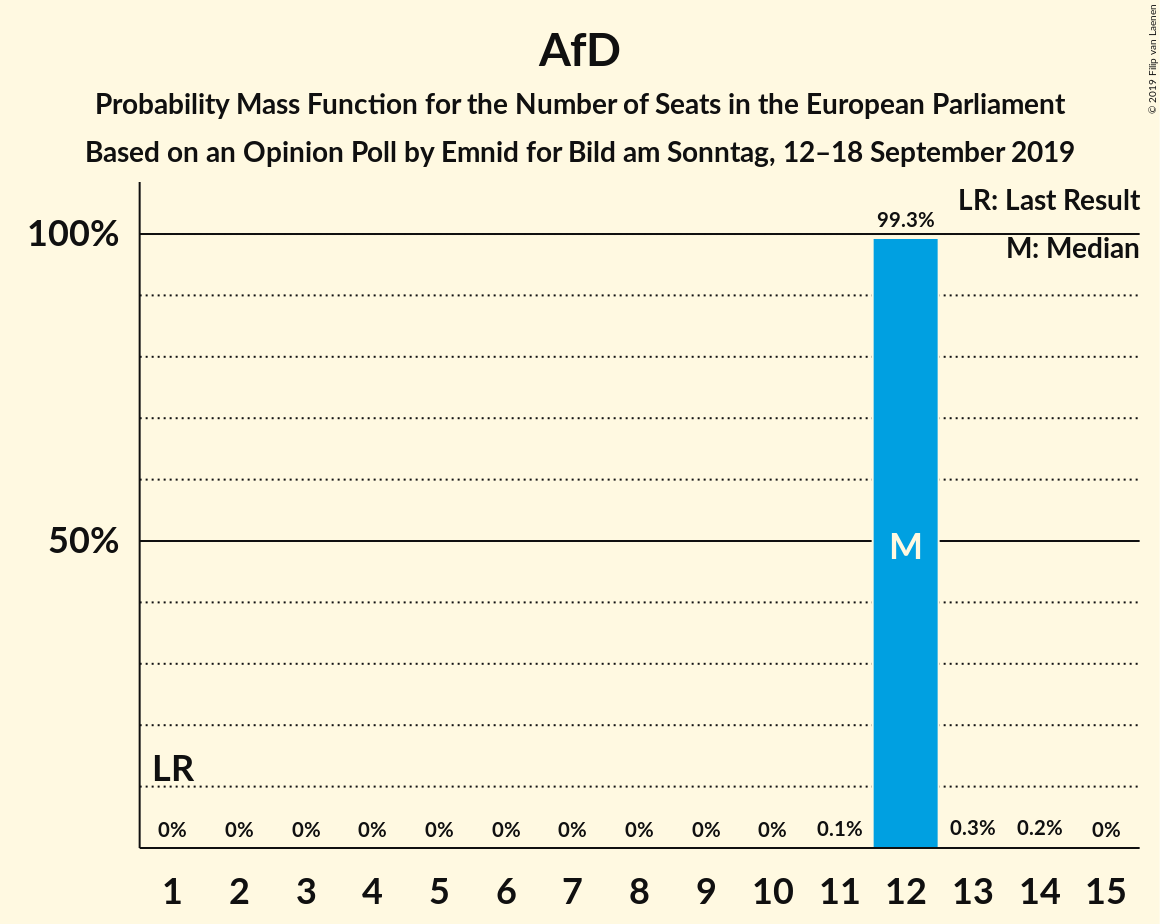 AfD
Probability Mass Function for the Number of Seats in the European Parliament
Based on an Opinion Poll by Emnid for Bild am Sonntag, 12–18 September 2019
© 2019 Filip van Laenen
LR: Last Result
M: Median
99.3%
100%
50%
M
LR
0% 0% 0% 0% 0% 0% 0% 0% 0% 0% 0.1% 0.3% 0.2% 0%
1 2 3 4 5 6 7 8 9 10 11 12 13 14 15